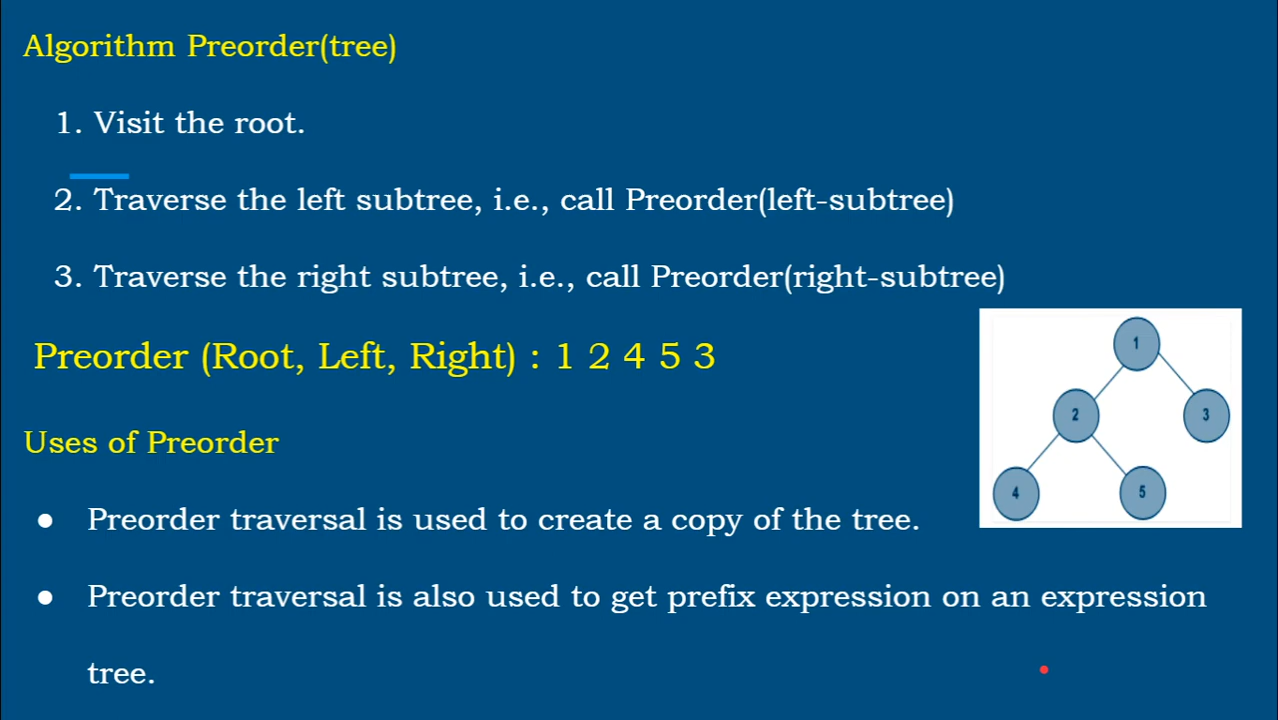 Algorithm Preorder(tree)
1. Visit the root.
2. Traverse the left subtree, i.e., call Preorder(left-subtree)
3. Traverse the right subtree, i.e., call Preorder(right-subtree)
Preorder (Root, Left, Right) : 1 2 4 5 3
Uses of Preorder
● Preorder traversal is used to create a copy of the tree.
● Preorder traversal is also used to get prefix expression on an expression
tree.
1
2 3
4 5